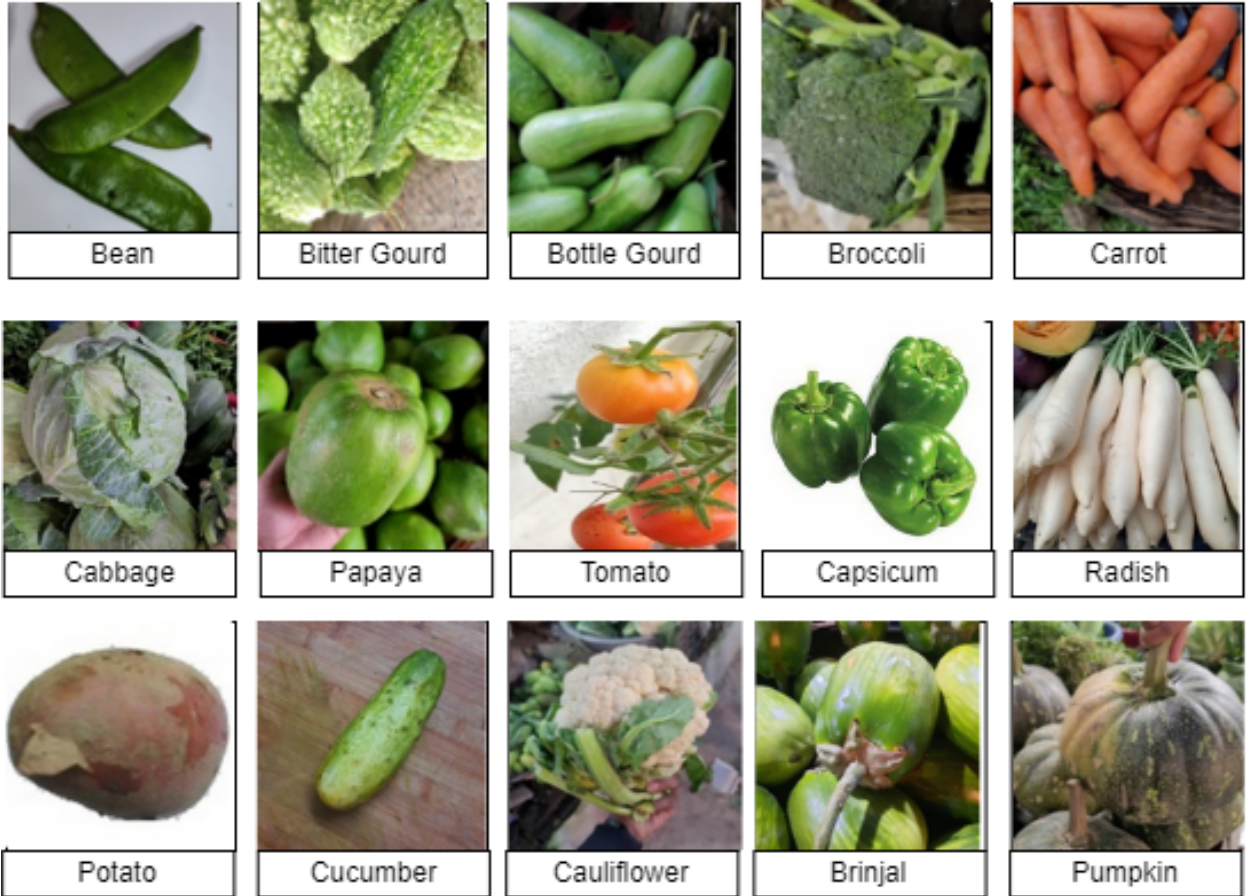 Bean
Bitter Gourd
Bottle Gourd
Broccoli
Carrot
Cabbage
Papaya
Tomato
Capsicum
Radish
Potato
Cucumber
Cauliflower
Brinjal
Pumpkin